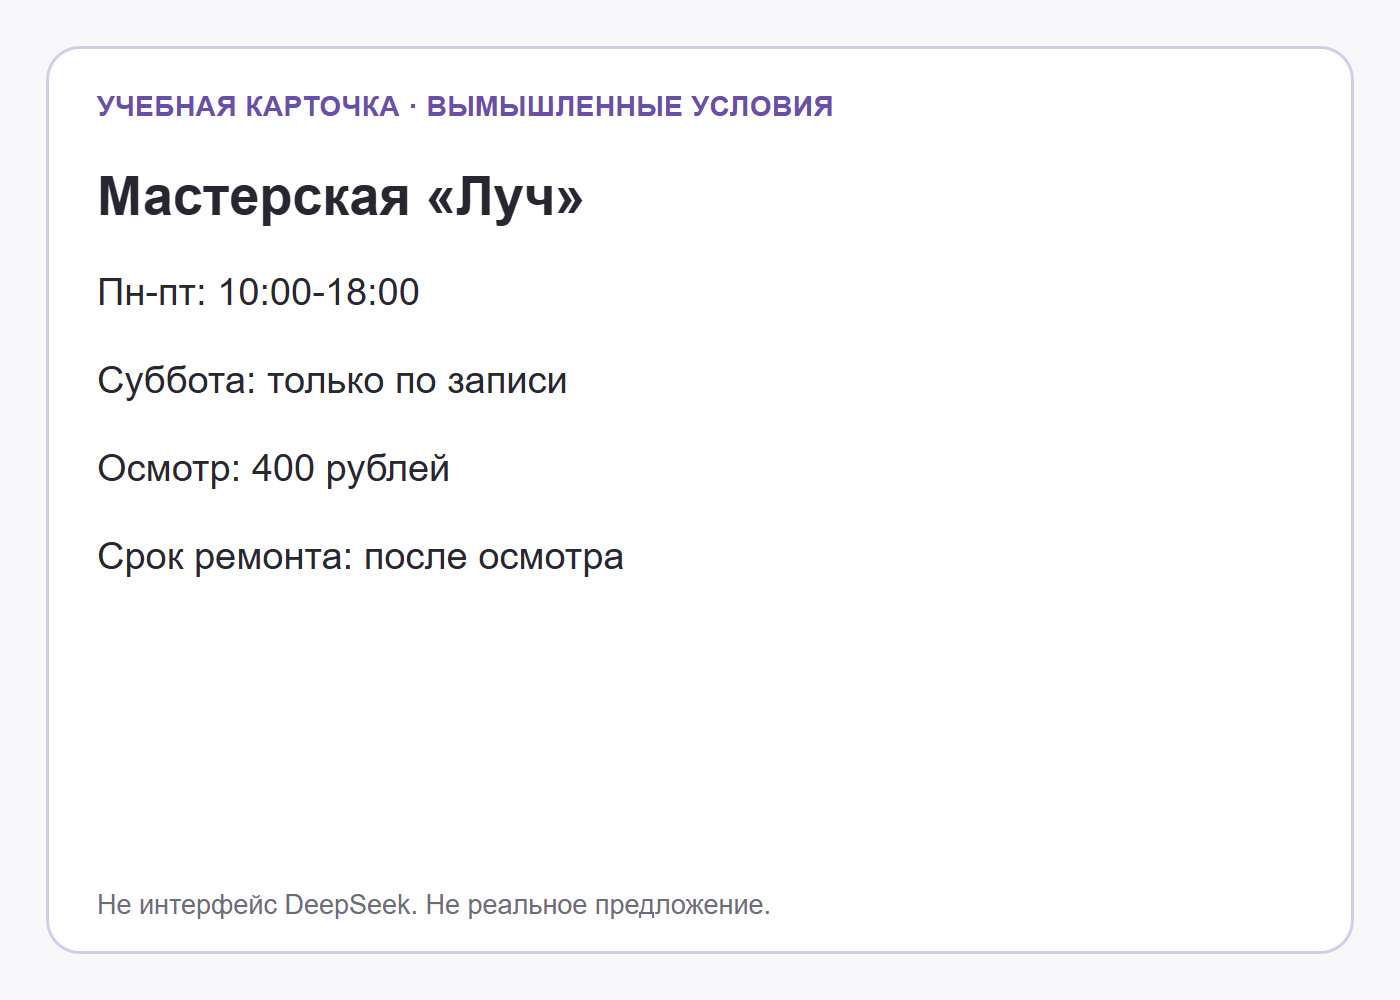 УЧЕБНАЯ КАРТОЧКА · ВЫМЫШЛЕННЫЕ УСЛОВИЯ
Мастерская «Луч»
Пн-пт: 10:00-18:00
Суббота: только по записи
Осмотр: 400 рублей
Срок ремонта: после осмотра
Не интерфейс DeepSeek. Не реальное предложение.